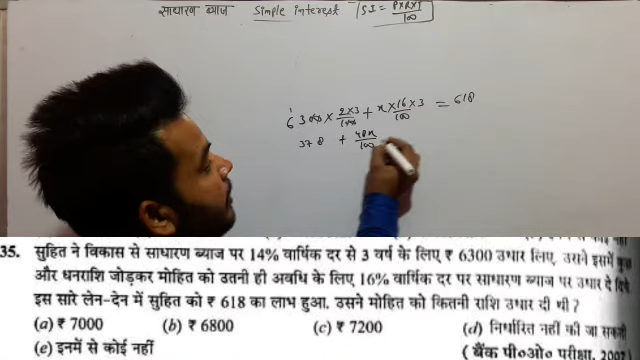 साधारण ब्याज Simple interest SI = P×R×T/100
6300 × 2×3/100 + x×16×3/100 = 618
378 + 48x/100
35. सुहित ने विकास से साधारण ब्याज पर 14% वार्षिक दर से 3 वर्ष के लिए ₹ 6300 उधार लिए, उसने इसमें कुछ
और धनराशि जोड़कर मोहित को उतनी ही अवधि के लिए 16% वार्षिक दर पर साधारण ब्याज पर उधार दे दिये
इस सारे लेन-देन में सुहित को ₹ 618 का लाभ हुआ. उसने मोहित को कितनी राशि उधार दी थी ?
(a) ₹ 7000 (b) ₹ 6800 (c) ₹ 7200 (d) निर्धारित नहीं की जा सकती
(e) इनमें से कोई नहीं ( बैंक पी०ओ० परीक्षा,